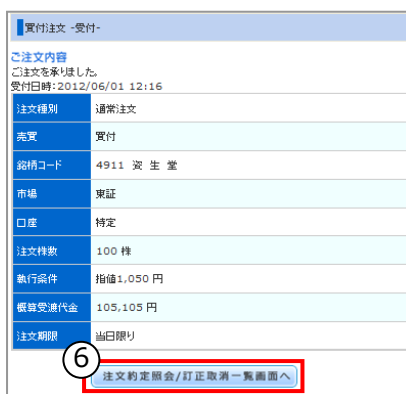 買付注文 -受付-
ご注文内容
ご注文を承りました。
受付日時:2012/06/01 12:16
注文種別 通常注文
売買 買付
銘柄コード 4911 資 生 堂
市場 東証
口座 特定
注文株数 100 株
執行条件 指値1,050 円
概算受渡代金 105,105 円
注文期限 当日限り
⑥
注文約定照会/訂正取消一覧画面へ